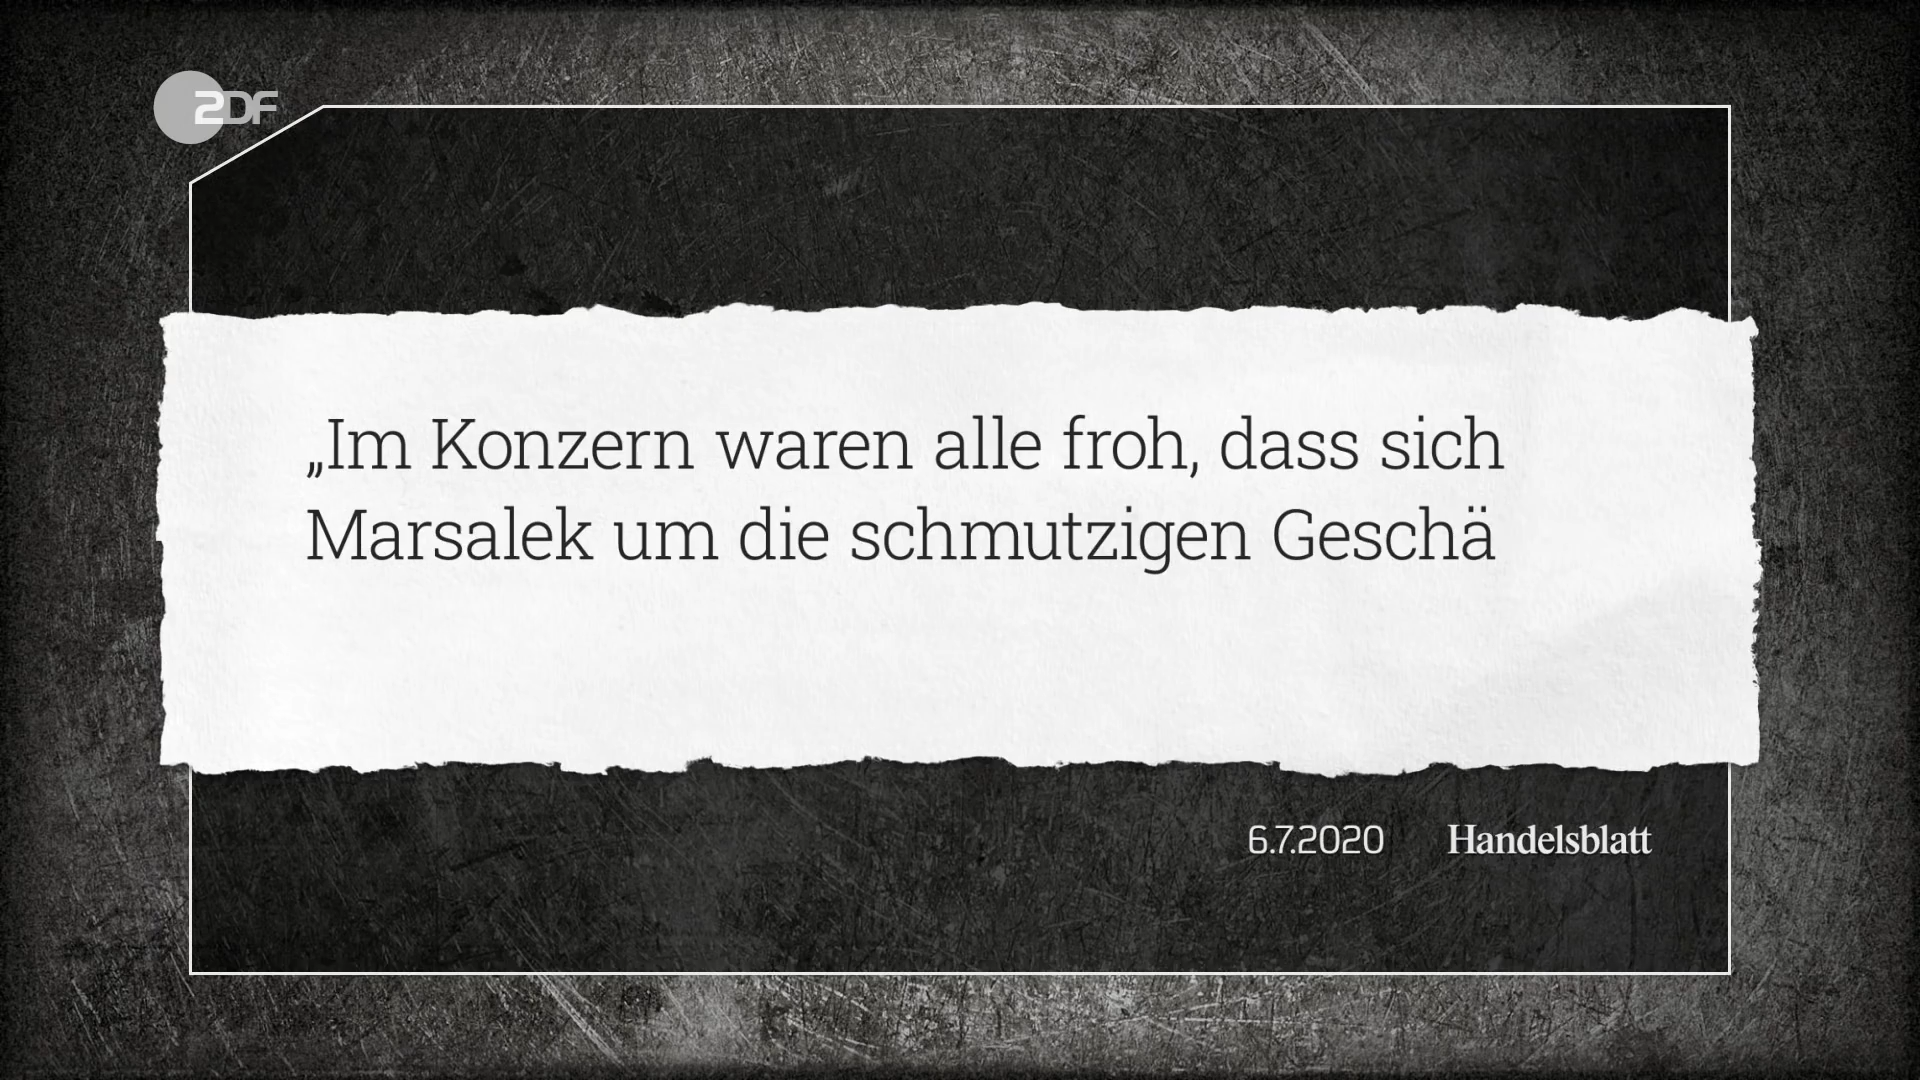 ZDF
„Im Konzern waren alle froh, dass sich
Marsalek um die schmutzigen Geschä
6.7.2020 Handelsblatt